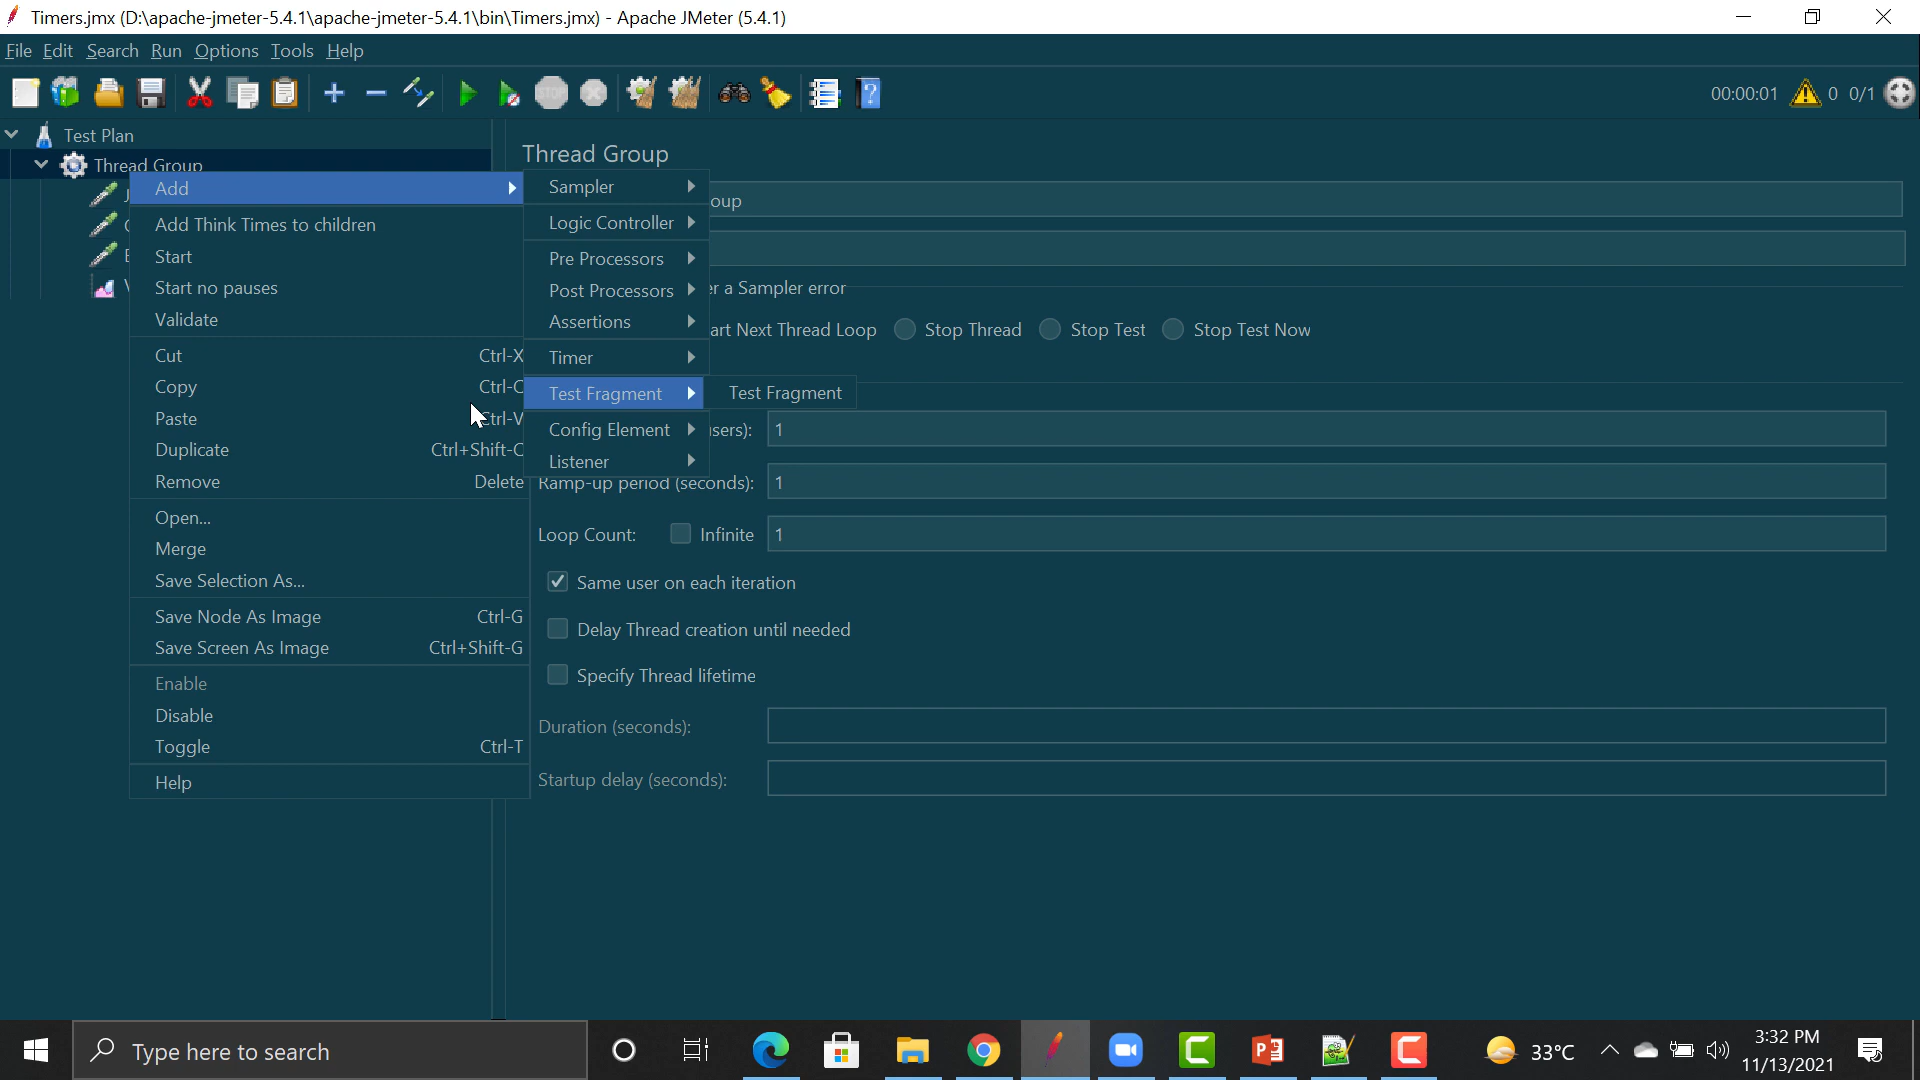 Timers.jmx (D:\apache-jmeter-5.4.1\apache-jmeter-5.4.1\bin\Timers.jmx) - Apache JMeter (5.4.1)
File Edit Search Run Options Tools Help
STOP
00:00:01 0 0/1
Test Plan
Thread Group
Thread Group
Add
Sampler
oup
Add Think Times to children
Logic Controller
Start
Pre Processors
Start no pauses
Post Processors
er a Sampler error
Validate
Assertions
art Next Thread Loop Stop Thread Stop Test Stop Test Now
Cut Ctrl-X
Timer
Copy Ctrl-C
Test Fragment
Test Fragment
Paste Ctrl-V
Config Element
users): 1
Duplicate Ctrl+Shift-C
Listener
Remove Delete
Ramp-up period (seconds): 1
Open...
Loop Count: Infinite 1
Merge
Save Selection As...
Same user on each iteration
Save Node As Image Ctrl-G
Delay Thread creation until needed
Save Screen As Image Ctrl+Shift-G
Specify Thread lifetime
Enable
Disable
Duration (seconds):
Toggle Ctrl-T
Startup delay (seconds):
Help
Type here to search
33°C
3:32 PM
11/13/2021